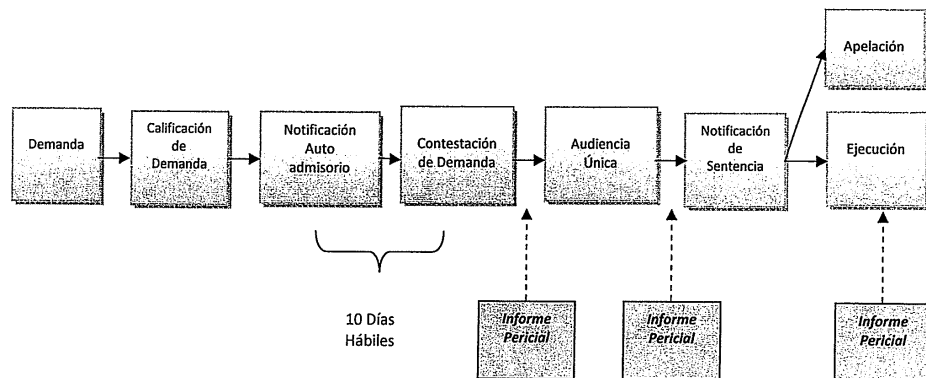 Apelación
Demanda
Calificación
de
Demanda
Notificación
Auto
admisorio
Contestación
de Demanda
Audiencia
Única
Notificación
de
Sentencia
Ejecución
10 Días
Hábiles
Informe
Pericial
Informe
Pericial
Informe
Pericial